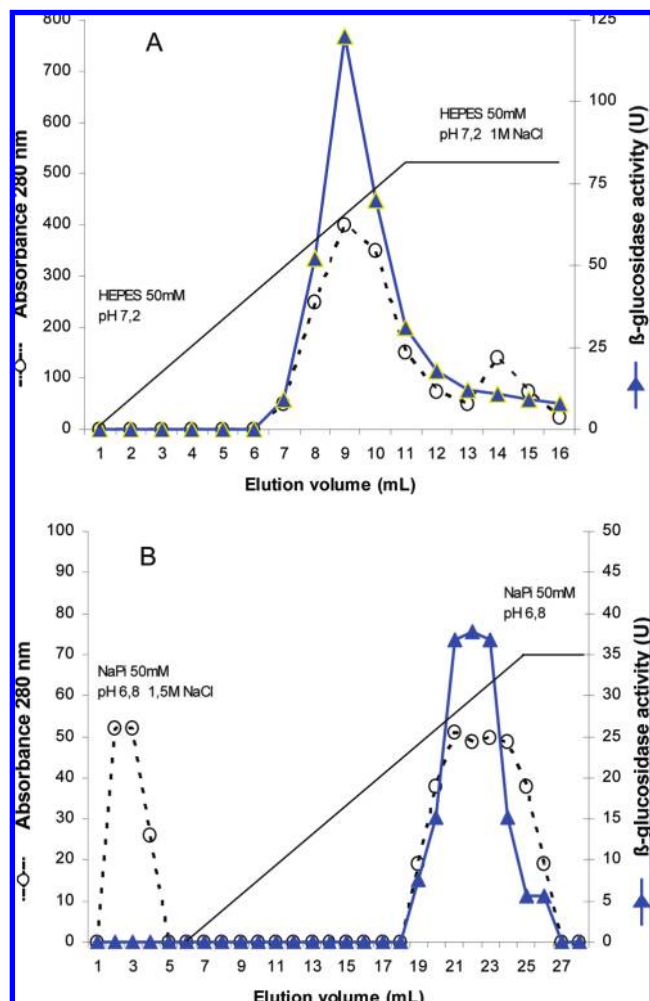 A
800
700
600
500
400
300
200
100
0
Absorbance 280 nm
125
100
75
50
25
0
ß-glucosidase activity (U)
HEPES 50mM
pH 7,2 1M NaCl
HEPES 50mM
pH 7,2
1 2 3 4 5 6 7 8 9 10 11 12 13 14 15 16
Elution volume (mL)
B
100
90
80
70
60
50
40
30
20
10
0
Absorbance 280 nm
50
45
40
35
30
25
20
15
10
5
0
ß-glucosidase activity (U)
NaPi 50mM
pH 6,8
NaPi 50mM
pH 6,8 1,5M NaCl
1 3 5 7 9 11 13 15 17 19 21 23 25 27
Elution volume (mL)